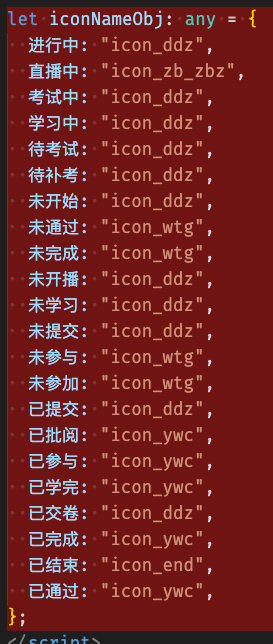 let iconNameObj: any = {
进行中: "icon_ddz",
直播中: "icon_zb_zbz",
考试中: "icon_ddz",
学习中: "icon_ddz",
待考试: "icon_ddz",
待补考: "icon_ddz",
未开始: "icon_ddz",
未通过: "icon_wtg",
未完成: "icon_wtg",
未开播: "icon_ddz",
未学习: "icon_ddz",
未提交: "icon_ddz",
未参与: "icon_wtg",
未参加: "icon_wtg",
已提交: "icon_ddz",
已批阅: "icon_ywc",
已参与: "icon_ywc",
已学完: "icon_ywc",
已交卷: "icon_ddz",
已完成: "icon_ywc",
已结束: "icon_end",
已通过: "icon_ywc",
};
</script>